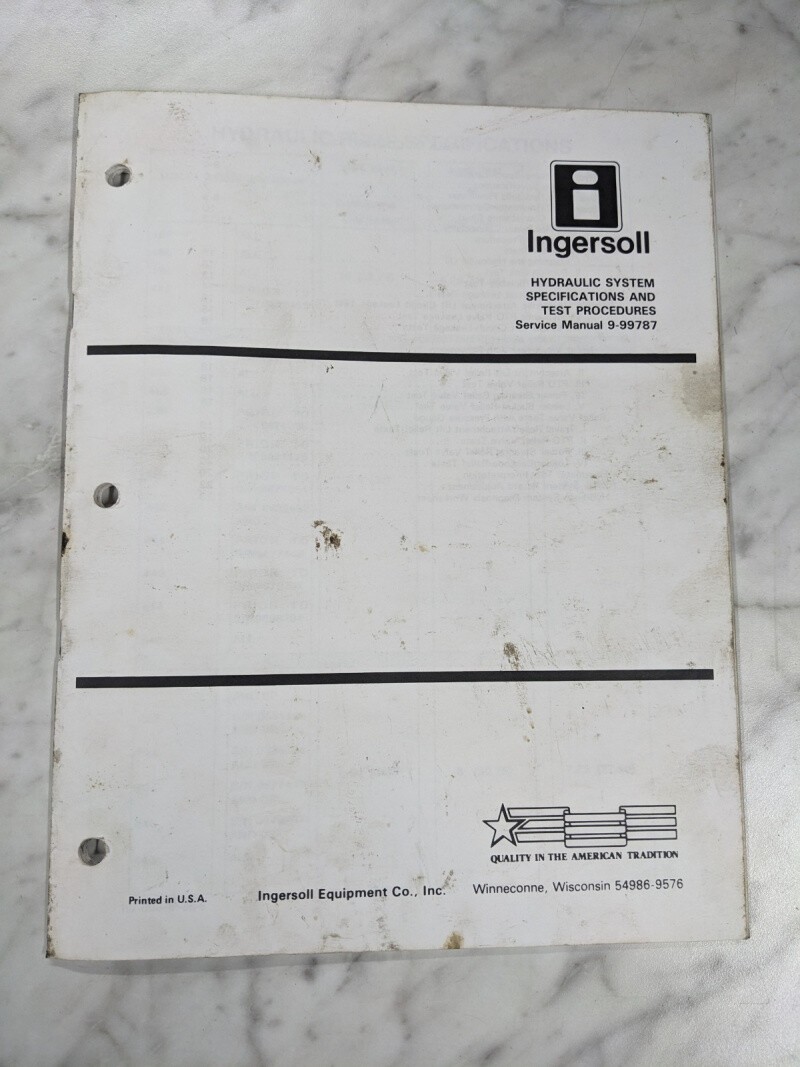 Ingersoll
HYDRAULIC SYSTEM
SPECIFICATIONS AND
TEST PROCEDURES
Service Manual 9-99787
QUALITY IN THE AMERICAN TRADITION
Printed in U.S.A.
Ingersoll Equipment Co., Inc.
Winneconne, Wisconsin 54986-9576